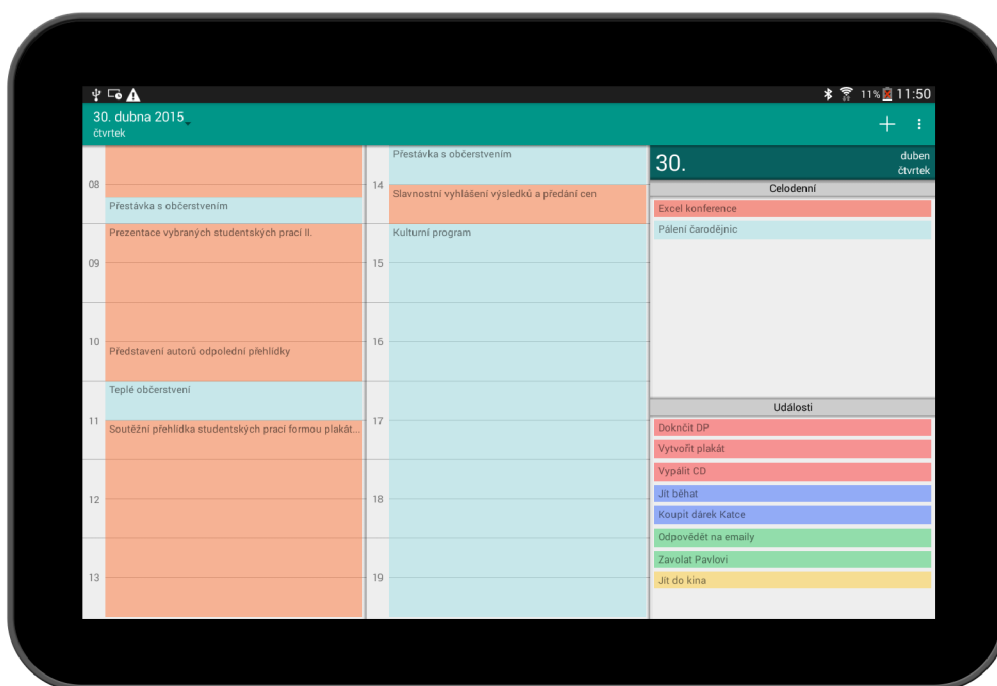 11% 11:50
30. dubna 2015
čtvrtek
08
Přestávka s občerstvením
Prezentace vybraných studentských prací II.
09
10
Představení autorů odpolední přehlídky
Teplé občerstvení
11
Soutěžní přehlídka studentských prací formou plakát...
12
13
Přestávka s občerstvením
14
Slavnostní vyhlášení výsledků a předání cen
Kulturní program
15
16
17
18
19
30.
duben
čtvrtek
Celodenní
Excel konference
Pálení čarodějnic
Události
Doknčit DP
Vytvořit plakát
Vypálit CD
Jít běhat
Koupit dárek Katce
Odpovědět na emaily
Zavolat Pavlovi
Jít do kina